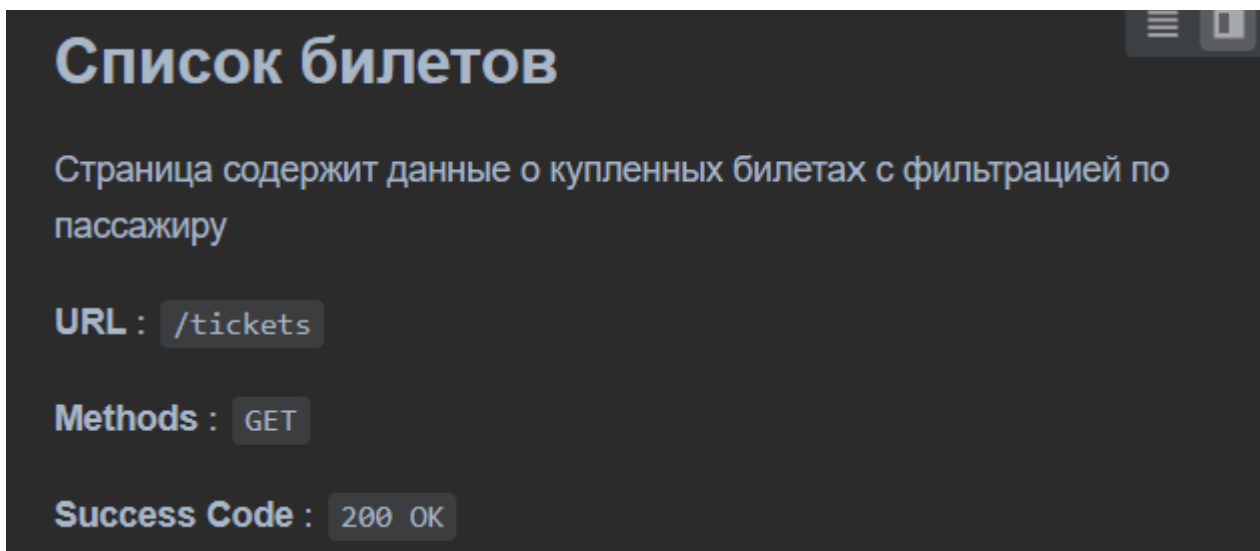 Список билетов
Страница содержит данные о купленных билетах с фильтрацией по
пассажиру
URL : /tickets
Methods : GET
Success Code : 200 OK